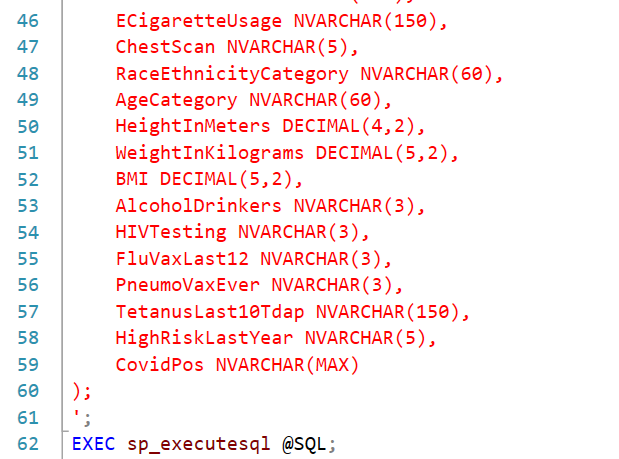 46 ECigaretteUsage NVARCHAR(150),
47 ChestScan NVARCHAR(5),
48 RaceEthnicityCategory NVARCHAR(60),
49 AgeCategory NVARCHAR(60),
50 HeightInMeters DECIMAL(4,2),
51 WeightInKilograms DECIMAL(5,2),
52 BMI DECIMAL(5,2),
53 AlcoholDrinkers NVARCHAR(3),
54 HIVTesting NVARCHAR(3),
55 FluVaxLast12 NVARCHAR(3),
56 PneumoVaxEver NVARCHAR(3),
57 TetanusLast10Tdap NVARCHAR(150),
58 HighRiskLastYear NVARCHAR(5),
59 CovidPos NVARCHAR(MAX)
60 );
61 ';
62 EXEC sp_executesql @SQL;